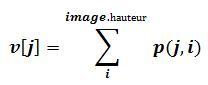 image.hauteur
v[j] = ∑ p(j, i)
i